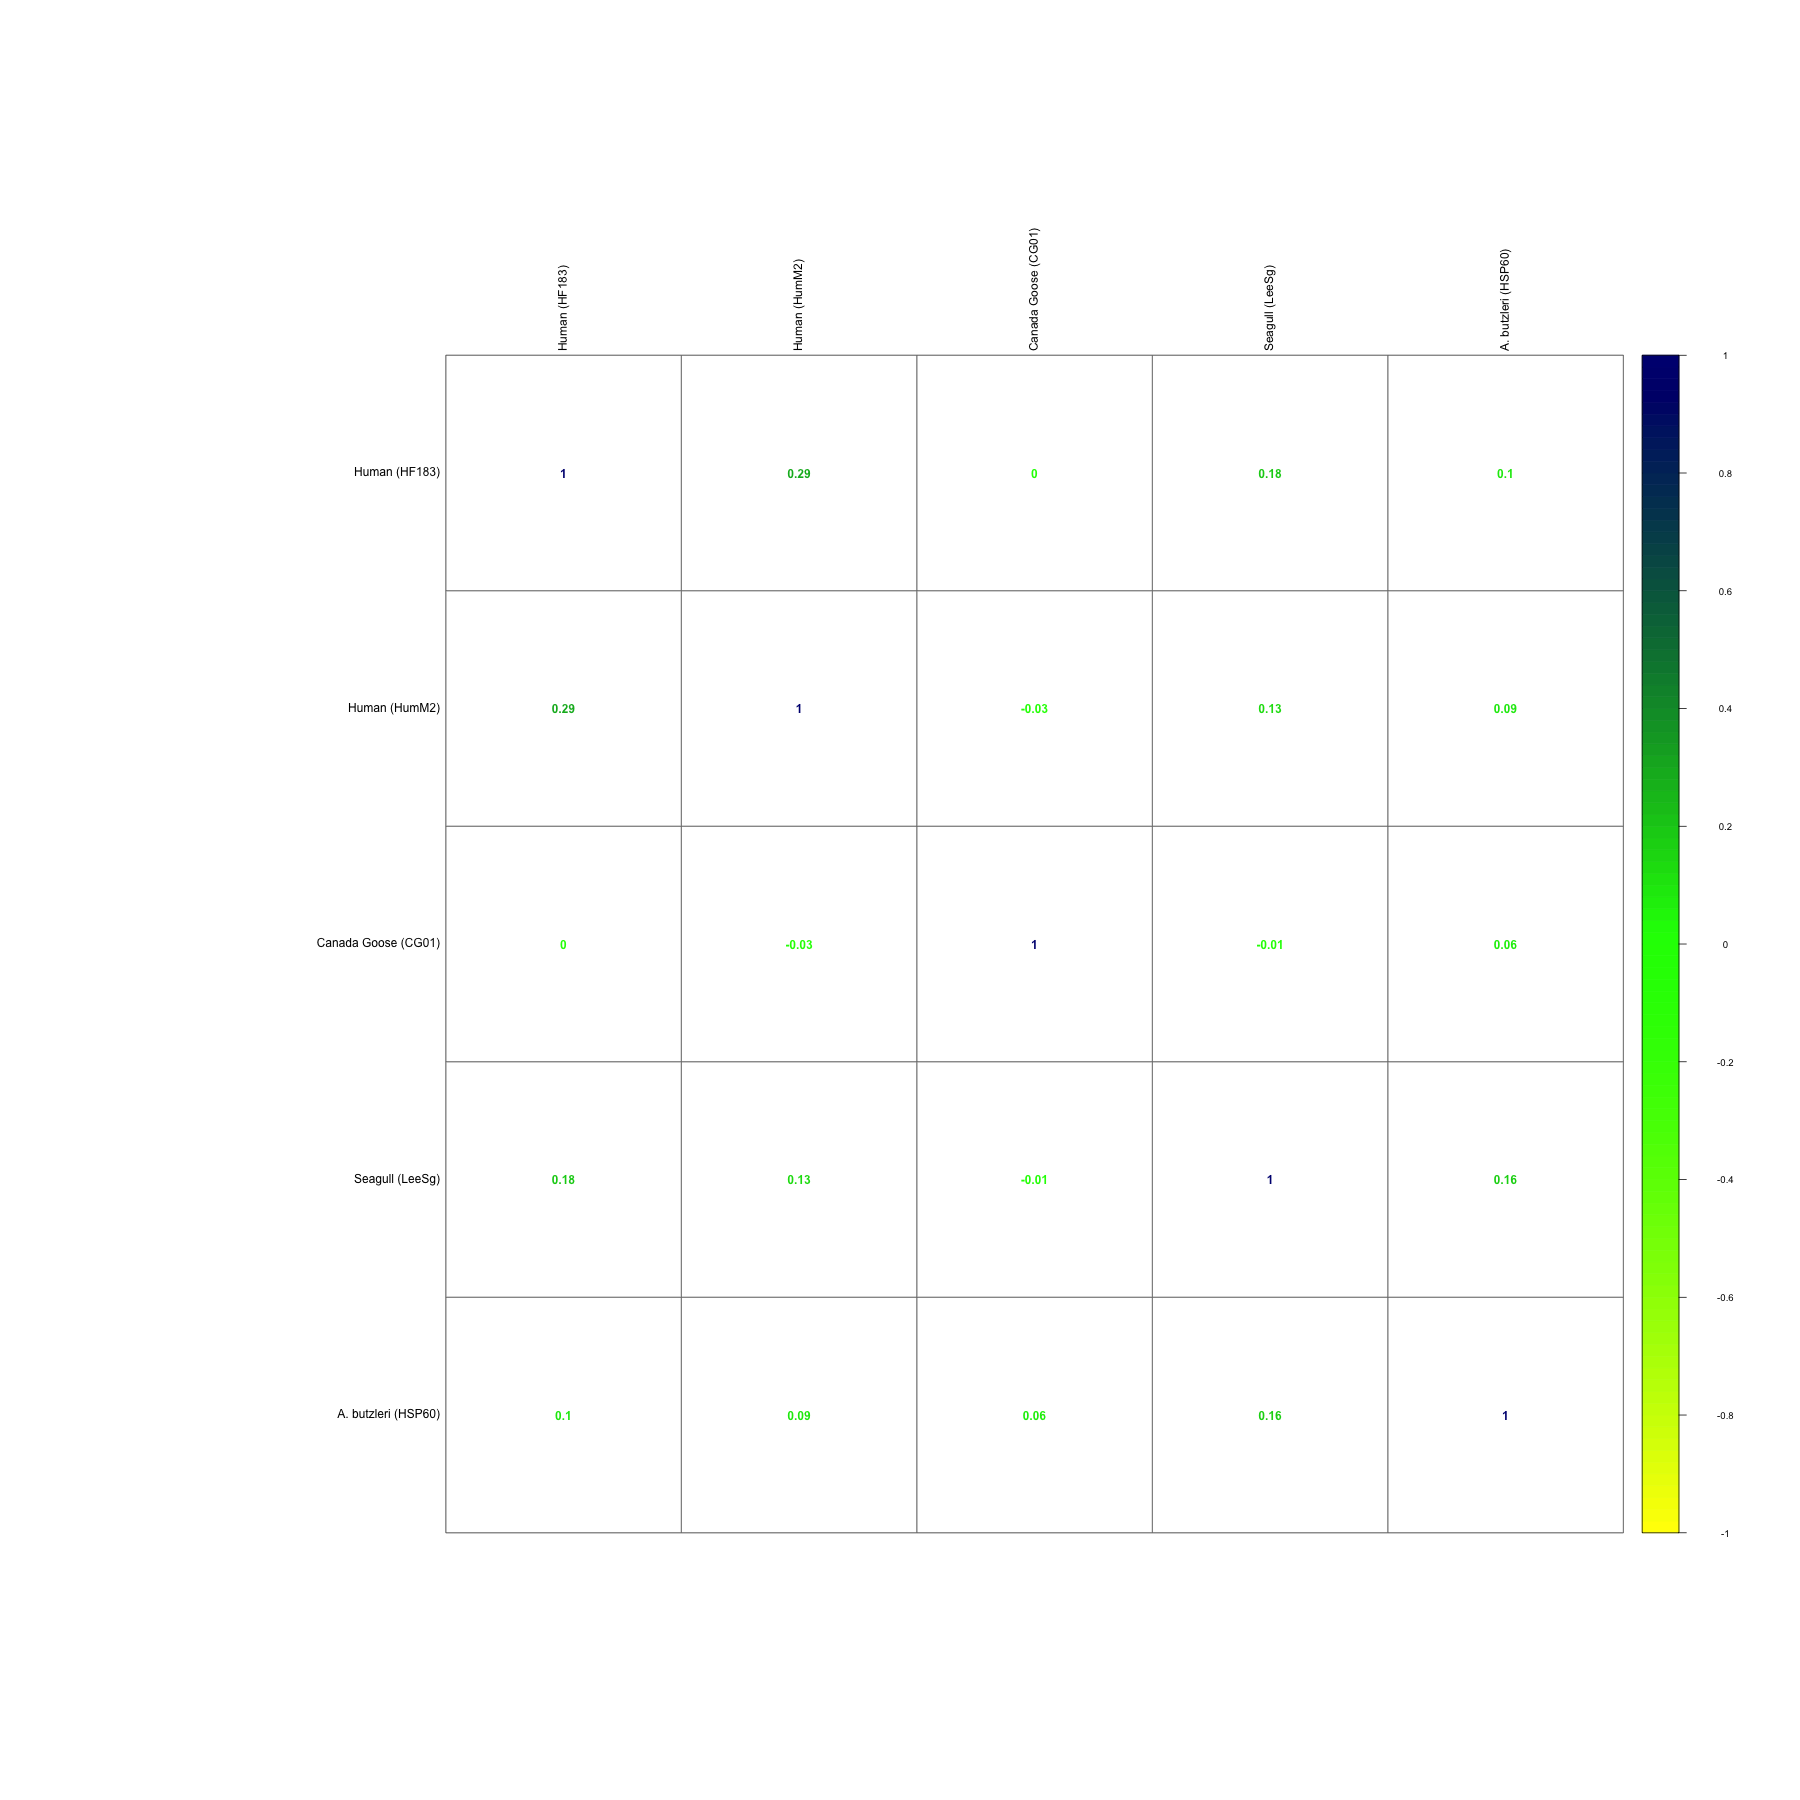 Human (HF183)
Human (HumM2)
Canada Goose (CG01)
Seagull (LeeSg)
A. butzleri (HSP60)
Human (HF183) 1 0.29 0 0.18 0.1
Human (HumM2) 0.29 1 -0.03 0.13 0.09
Canada Goose (CG01) 0 -0.03 1 -0.01 0.06
Seagull (LeeSg) 0.18 0.13 -0.01 1 0.16
A. butzleri (HSP60) 0.1 0.09 0.06 0.16 1
1
0.8
0.6
0.4
0.2
0
-0.2
-0.4
-0.6
-0.8
-1